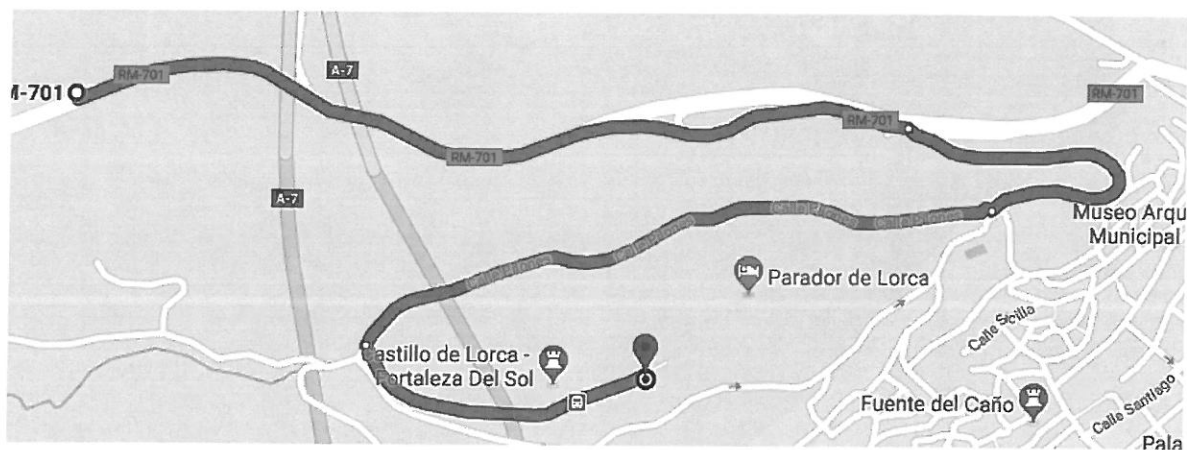 RM-701
A-7
M-701
RM-701
RM-701
RM-701
A-7
Museo Arqu
Municipal
Parador de Lorca
Castillo de Lorca -
Fortaleza Del Sol
Calle
Fuente del Caño
Calle Santiago
Pala